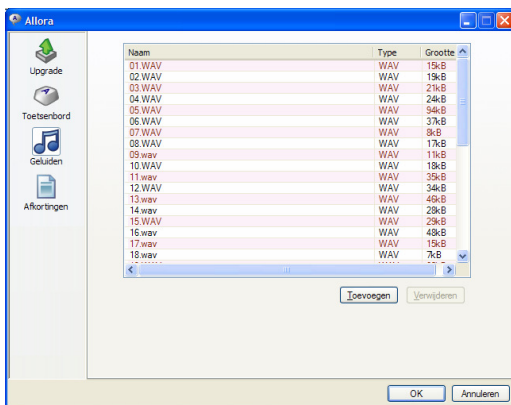 Allora
Upgrade
Toetsenbord
Geluiden
Afkortingen
Naam Type Grootte
01.WAV WAV 15kB
02.WAV WAV 19kB
03.WAV WAV 21kB
04.WAV WAV 24kB
05.WAV WAV 94kB
06.WAV WAV 37kB
07.WAV WAV 8kB
08.WAV WAV 17kB
09.wav WAV 11kB
10.WAV WAV 18kB
11.wav WAV 35kB
12.WAV WAV 34kB
13.wav WAV 46kB
14.wav WAV 28kB
15.WAV WAV 29kB
16.wav WAV 48kB
17.wav WAV 15kB
18.wav WAV 7kB
Toevoegen Verwijderen
OK Annuleren